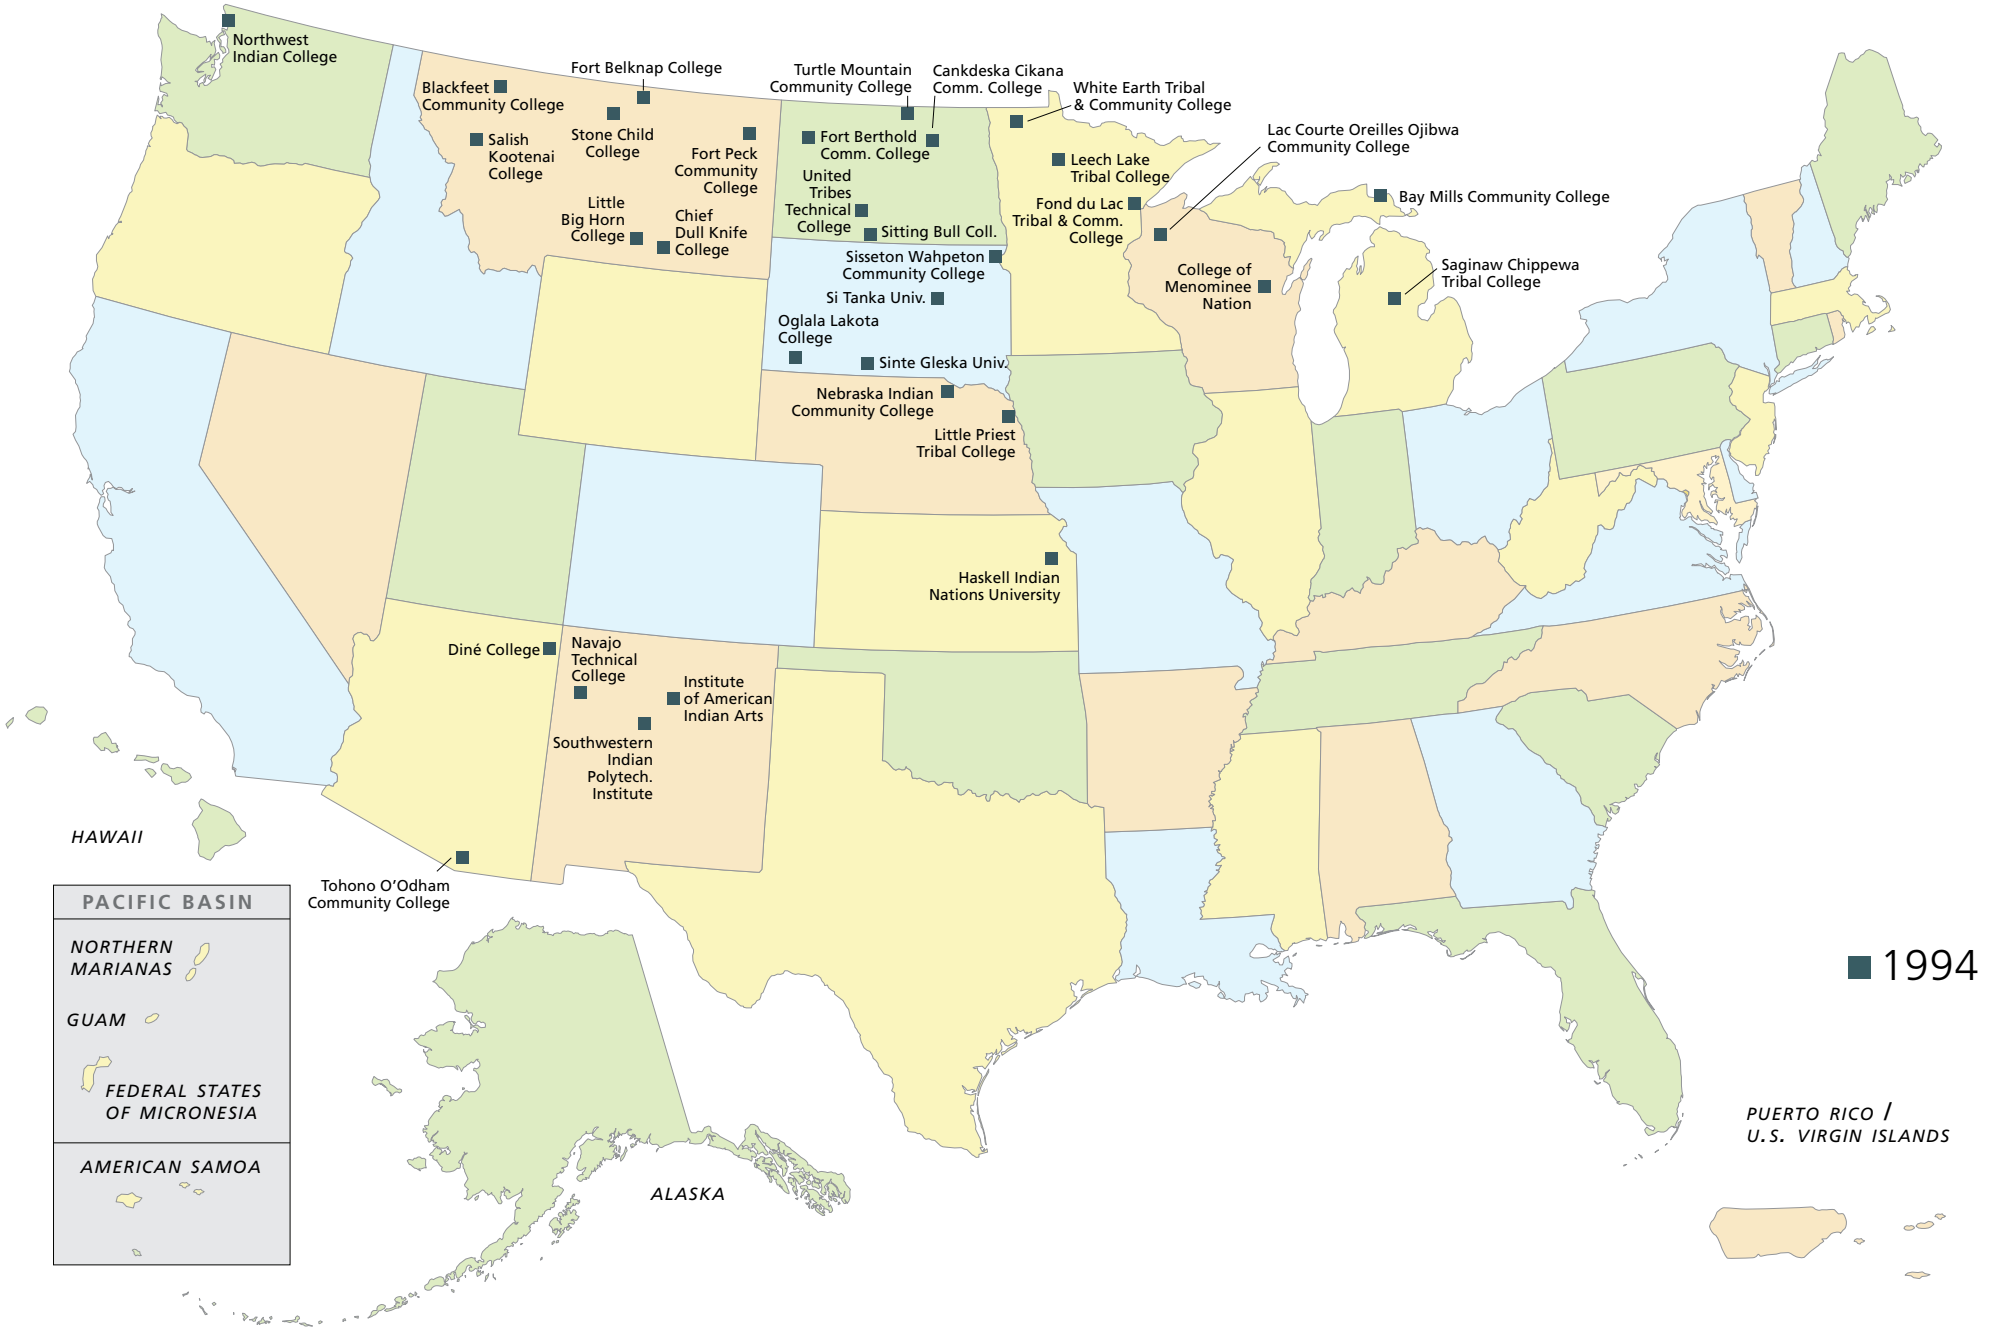 Northwest
Indian College
Blackfeet
Community College
Salish
Kootenai
College
Fort Belknap College
Stone Child
College
Fort Peck
Community
College
Little
Big Horn
College
Chief
Dull Knife
College
Turtle Mountain
Community College
Cankdeska Cikana
Comm. College
Fort Berthold
Comm. College
United
Tribes
Technical
College
Sitting Bull Coll.
White Earth Tribal
& Community College
Leech Lake
Tribal College
Fond du Lac
Tribal & Comm.
College
Lac Courte Oreilles Ojibwa
Community College
Bay Mills Community College
College of
Menominee
Nation
Saginaw Chippewa
Tribal College
Sisseton Wahpeton
Community College
Si Tanka Univ.
Oglala Lakota
College
Sinte Gleska Univ.
Nebraska Indian
Community College
Little Priest
Tribal College
Haskell Indian
Nations University
Diné College
Navajo
Technical
College
Institute
of American
Indian Arts
Southwestern
Indian
Polytech.
Institute
Tohono O’Odham
Community College
HAWAII
PACIFIC BASIN
NORTHERN
MARIANAS
GUAM
FEDERAL STATES
OF MICRONESIA
AMERICAN SAMOA
ALASKA
1994
PUERTO RICO /
U.S. VIRGIN ISLANDS